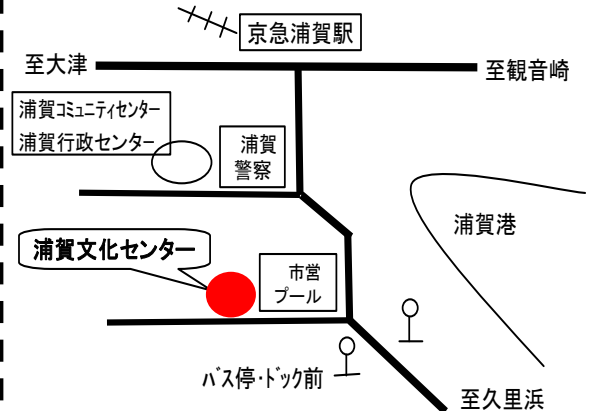 京急浦賀駅
至大津
至観音崎
浦賀ｺﾐｭﾆﾃｨｾﾝﾀｰ
浦賀行政センター
浦賀
警察
浦賀港
浦賀文化センター
市営
プール
バス停･ドック前
至久里浜